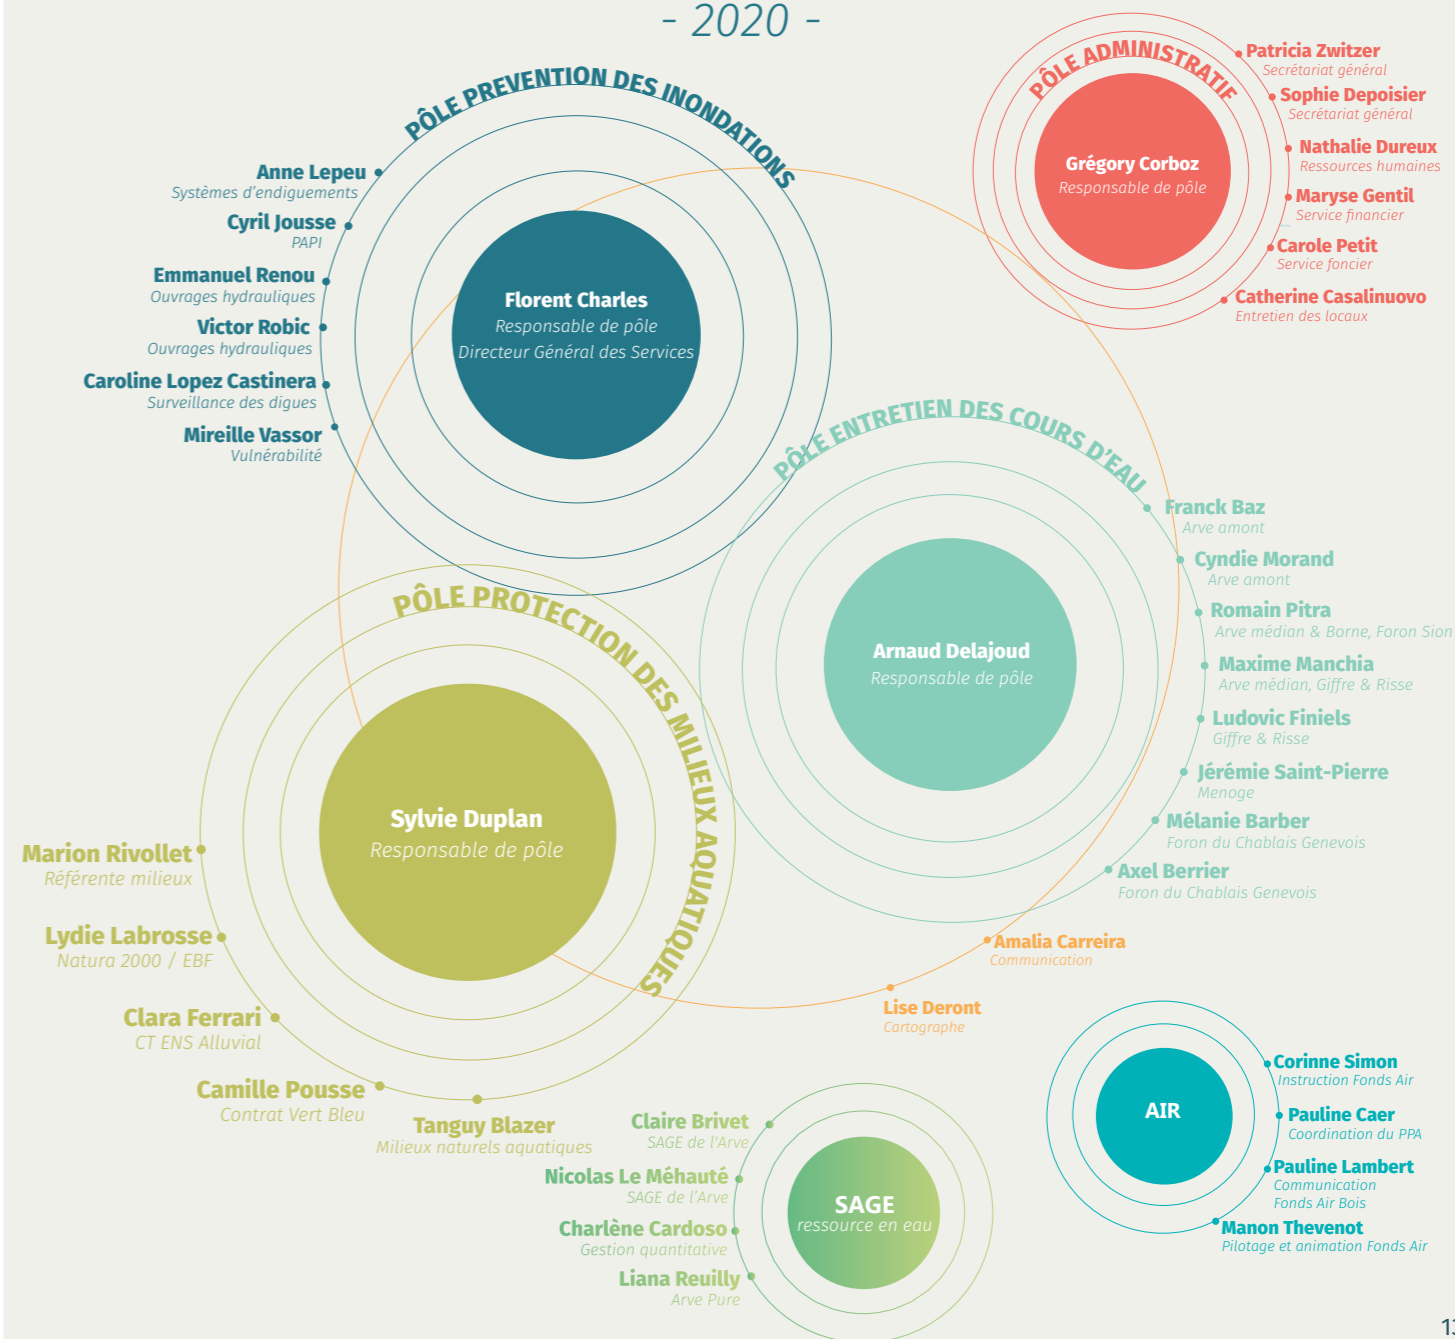 - 2020 -
PÔLE PREVENTION DES INONDATIONS
Anne Lepeu
Systèmes d'endiguements
Cyril Jousse
PAPI
Emmanuel Renou
Ouvrages hydrauliques
Victor Robic
Ouvrages hydrauliques
Caroline Lopez Castinera
Surveillance des digues
Mireille Vassor
Vulnérabilité
Florent Charles
Responsable de pôle
Directeur Général des Services
PÔLE ADMINISTRATIF
Grégory Corboz
Responsable de pôle
Patricia Zwitzer
Secrétariat général
Sophie Depoisier
Secrétariat général
Nathalie Dureux
Ressources humaines
Maryse Gentil
Service financier
Carole Petit
Service foncier
Catherine Casalinuovo
Entretien des locaux
PÔLE ENTRETIEN DES COURS D'EAU
Arnaud Delajoud
Responsable de pôle
Franck Baz
Arve amont
Cyndie Morand
Arve amont
Romain Pitra
Arve médian & Borne, Foron Sion
Maxime Manchia
Arve médian, Giffre & Risse
Ludovic Finiels
Giffre & Risse
Jérémie Saint-Pierre
Menoge
Mélanie Barber
Foron du Chablais Genevois
Axel Berrier
Foron du Chablais Genevois
PÔLE PROTECTION DES MILIEUX AQUATIQUES
Sylvie Duplan
Responsable de pôle
Marion Rivollet
Référente milieux
Lydie Labrosse
Natura 2000 / EBF
Clara Ferrari
CT ENS Alluvial
Camille Pousse
Contrat Vert Bleu
Tanguy Blazer
Milieux naturels aquatiques
Amalia Carreira
Communication
Lise Deront
Cartographe
Claire Brivet
SAGE de l'Arve
Nicolas Le Méhauté
SAGE de l'Arve
Charlène Cardoso
Gestion quantitative
Liana Reuilly
Arve Pure
SAGE
ressource en eau
AIR
Corinne Simon
Instruction Fonds Air
Pauline Caer
Coordination du PPA
Pauline Lambert
Communication
Fonds Air Bois
Manon Thevenot
Pilotage et animation Fonds Air